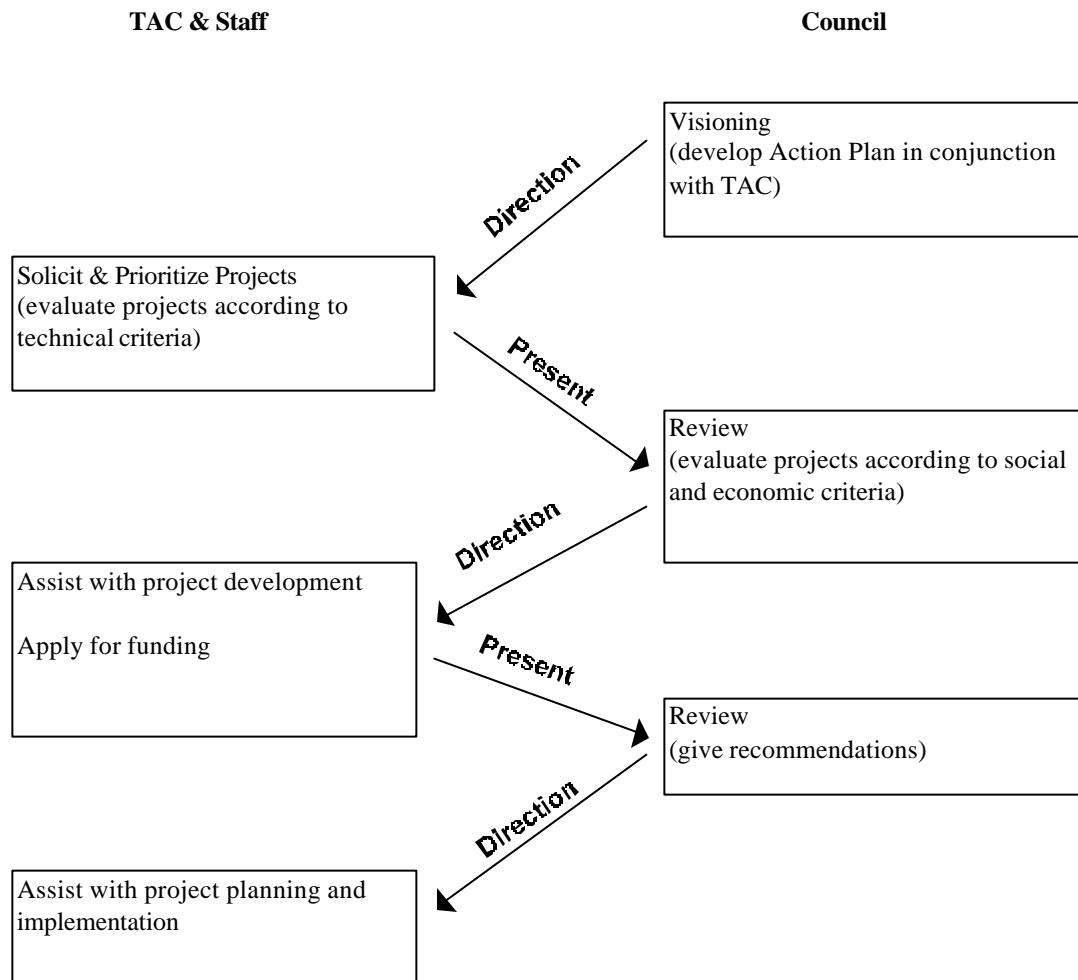 TAC & Staff
Council
Visioning
(develop Action Plan in conjunction
with TAC)
Direction
Solicit & Prioritize Projects
(evaluate projects according to
technical criteria)
Present
Review
(evaluate projects according to social
and economic criteria)
Direction
Assist with project development
Apply for funding
Present
Review
(give recommendations)
Direction
Assist with project planning and
implementation